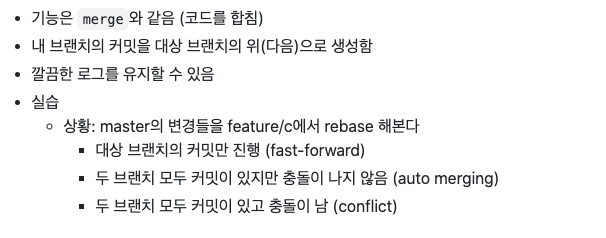 기능은 merge와 같음 (코드를 합침)
내 브랜치의 커밋을 대상 브랜치의 위(다음)으로 생성함
깔끔한 로그를 유지할 수 있음
실습
상황: master의 변경들을 feature/c에서 rebase 해본다
대상 브랜치의 커밋만 진행 (fast-forward)
두 브랜치 모두 커밋이 있지만 충돌이 나지 않음 (auto merging)
두 브랜치 모두 커밋이 있고 충돌이 남 (conflict)